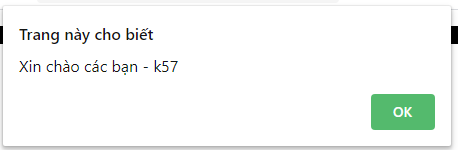 Trang này cho biết
Xin chào các bạn - k57
OK